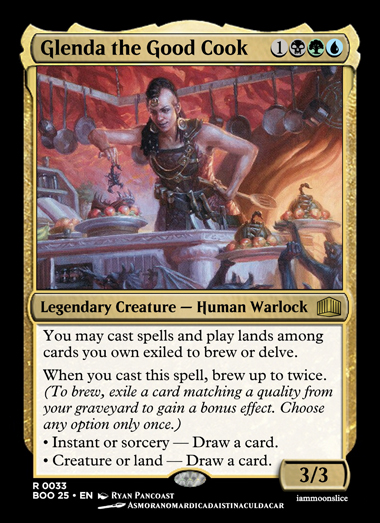 Glenda the Good Cook 1
Legendary Creature — Human Warlock
You may cast spells and play lands among
cards you own exiled to brew or delve.
When you cast this spell, brew up to twice.
(To brew, exile a card matching a quality from
your graveyard to gain a bonus effect. Choose
any option only once.)
• Instant or sorcery — Draw a card.
• Creature or land — Draw a card.
3/3
R 0033
BOO 25 • EN Ryan Pancoast
Asmoranomardicadaistinaculdacar
iammoonslice